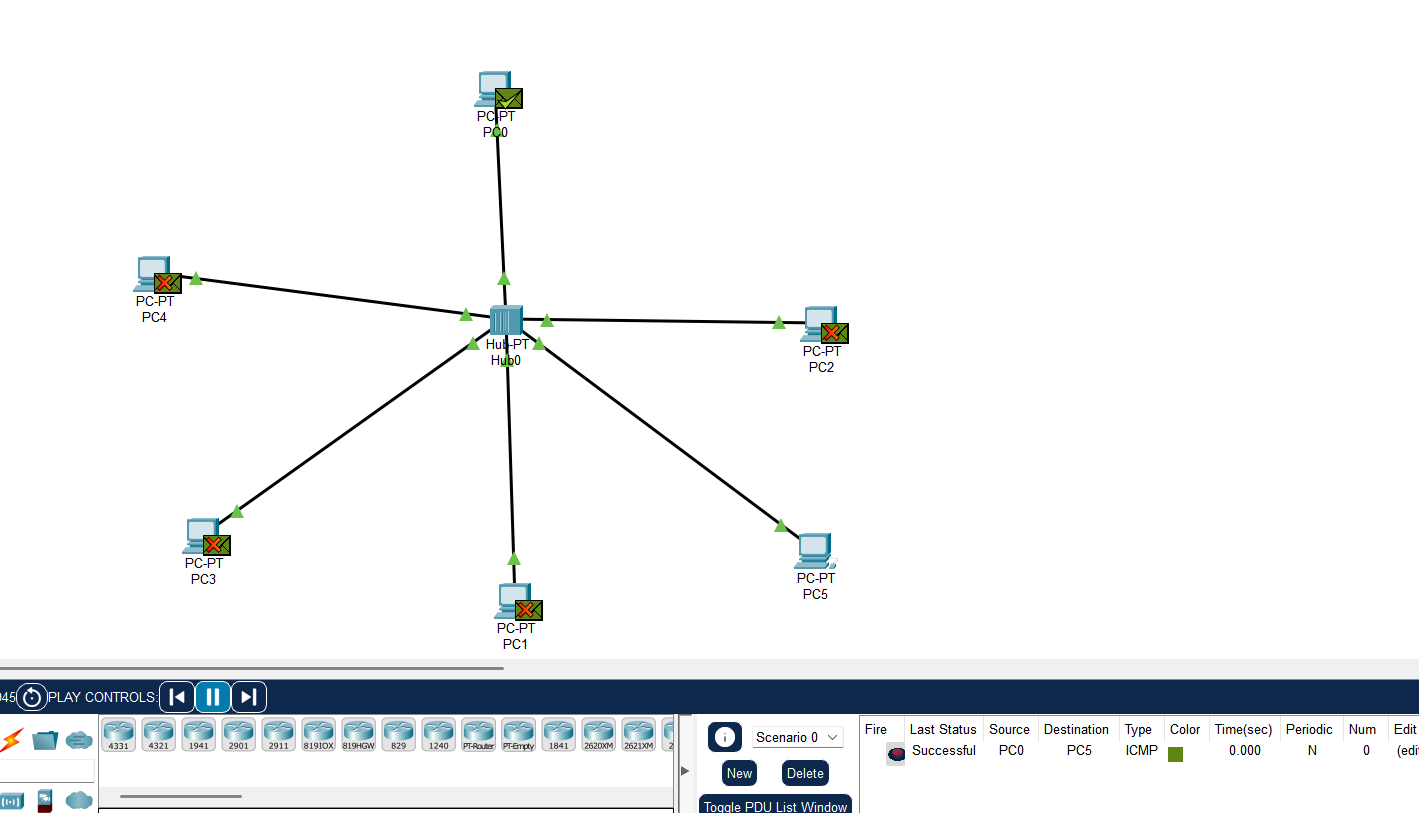 PC-PT
PC0
PC-PT
PC4
Hub-PT
Hub0
PC-PT
PC2
PC-PT
PC3
PC-PT
PC5
PC-PT
PC1
45 PLAY CONTROLS:
4331 4321 1941 2901 2911 819IOX 819HGW 829 1240 PT-Router PT-Empty 1841 2620XM 2621XM 2
Scenario 0
New Delete
Toggle PDU List Window
Fire Last Status Source Destination Type Color Time(sec) Periodic Num Edit
Successful PC0 PC5 ICMP 0.000 N 0 (edi